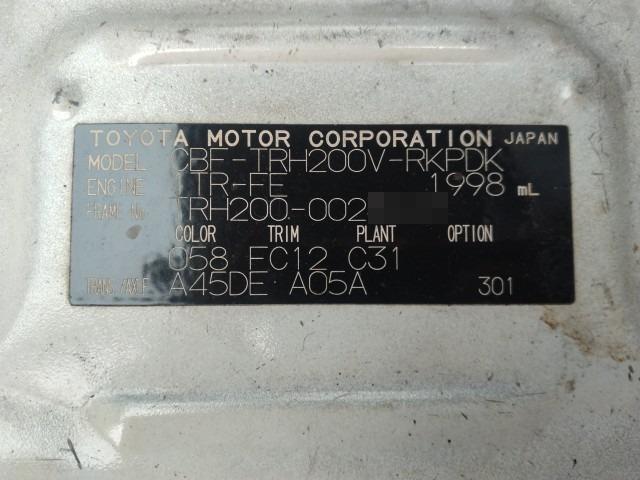 TOYOTA MOTOR CORPORATION JAPAN
MODEL CBF-TRH200V-RKPDK
ENGINE 1TR-FE 1998 mL
FRAME No. TRH200-002
COLOR TRIM PLANT OPTION
058 FC12 C31
TRANS./AXLE A45DE A05A 301